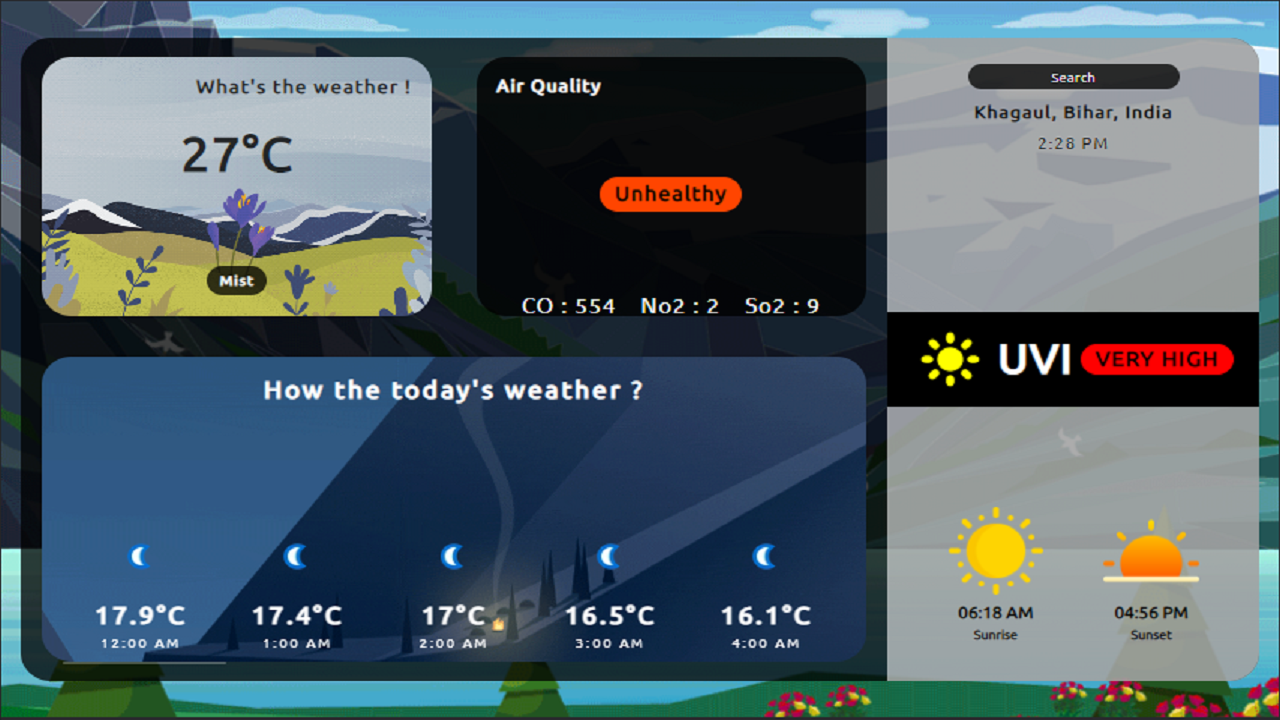 What's the weather !
27°C
Mist
Air Quality
Unhealthy
CO : 554 No2 : 2 So2 : 9
Search
Khagaul, Bihar, India
2:28 PM
UVI VERY HIGH
How the today's weather ?
17.9°C 17.4°C 17°C 16.5°C 16.1°C
12:00 AM 1:00 AM 2:00 AM 3:00 AM 4:00 AM
06:18 AM 04:56 PM
Sunrise Sunset